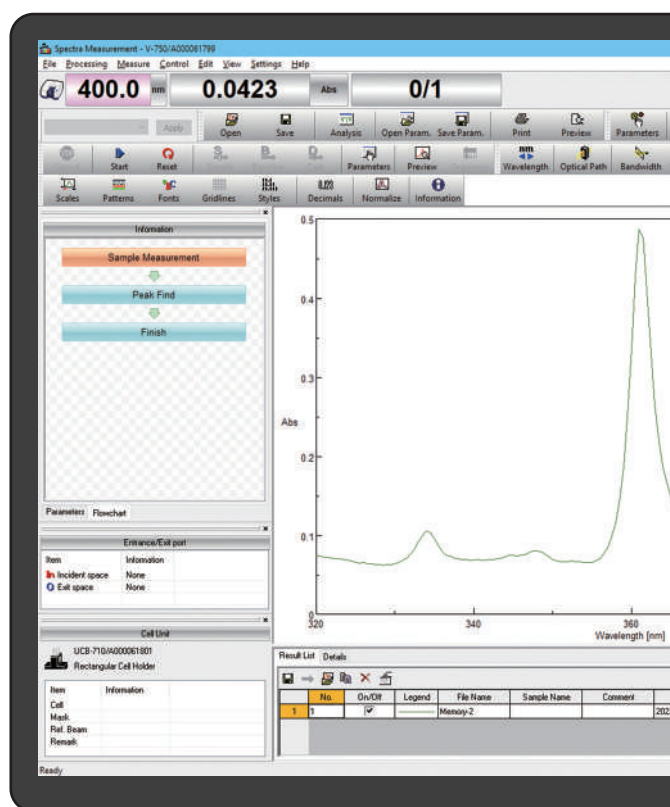 Spectra Measurement - V-750/A000061799
File Processing Measure Control Edit View Settings Help
400.0 nm 0.0423 Abs 0/1
Apply Open Save Analysis Open Param. Save Param. Print Preview Parameters
Start Reset Parameters Preview Wavelength Optical Path Bandwidth
Scales Patterns Fonts Gridlines Styles Decimals Normalize Information
Information
Sample Measurement
Peak Find
Finish
Parameters Flowchart
Entrance/Exit port
Item Information
Incident space None
Exit space None
Cell Unit
UCB-710/A000061801
Rectangular Cell Holder
Item Information
Cell
Mask
Ref. Beam
Remark
0.5
0.4
0.3
Abs
0.2
0.1
0
320 340 360
Wavelength [nm]
Result List Details
No. On/Off Legend File Name Sample Name Comment
1 1 Memory-2 202
Ready